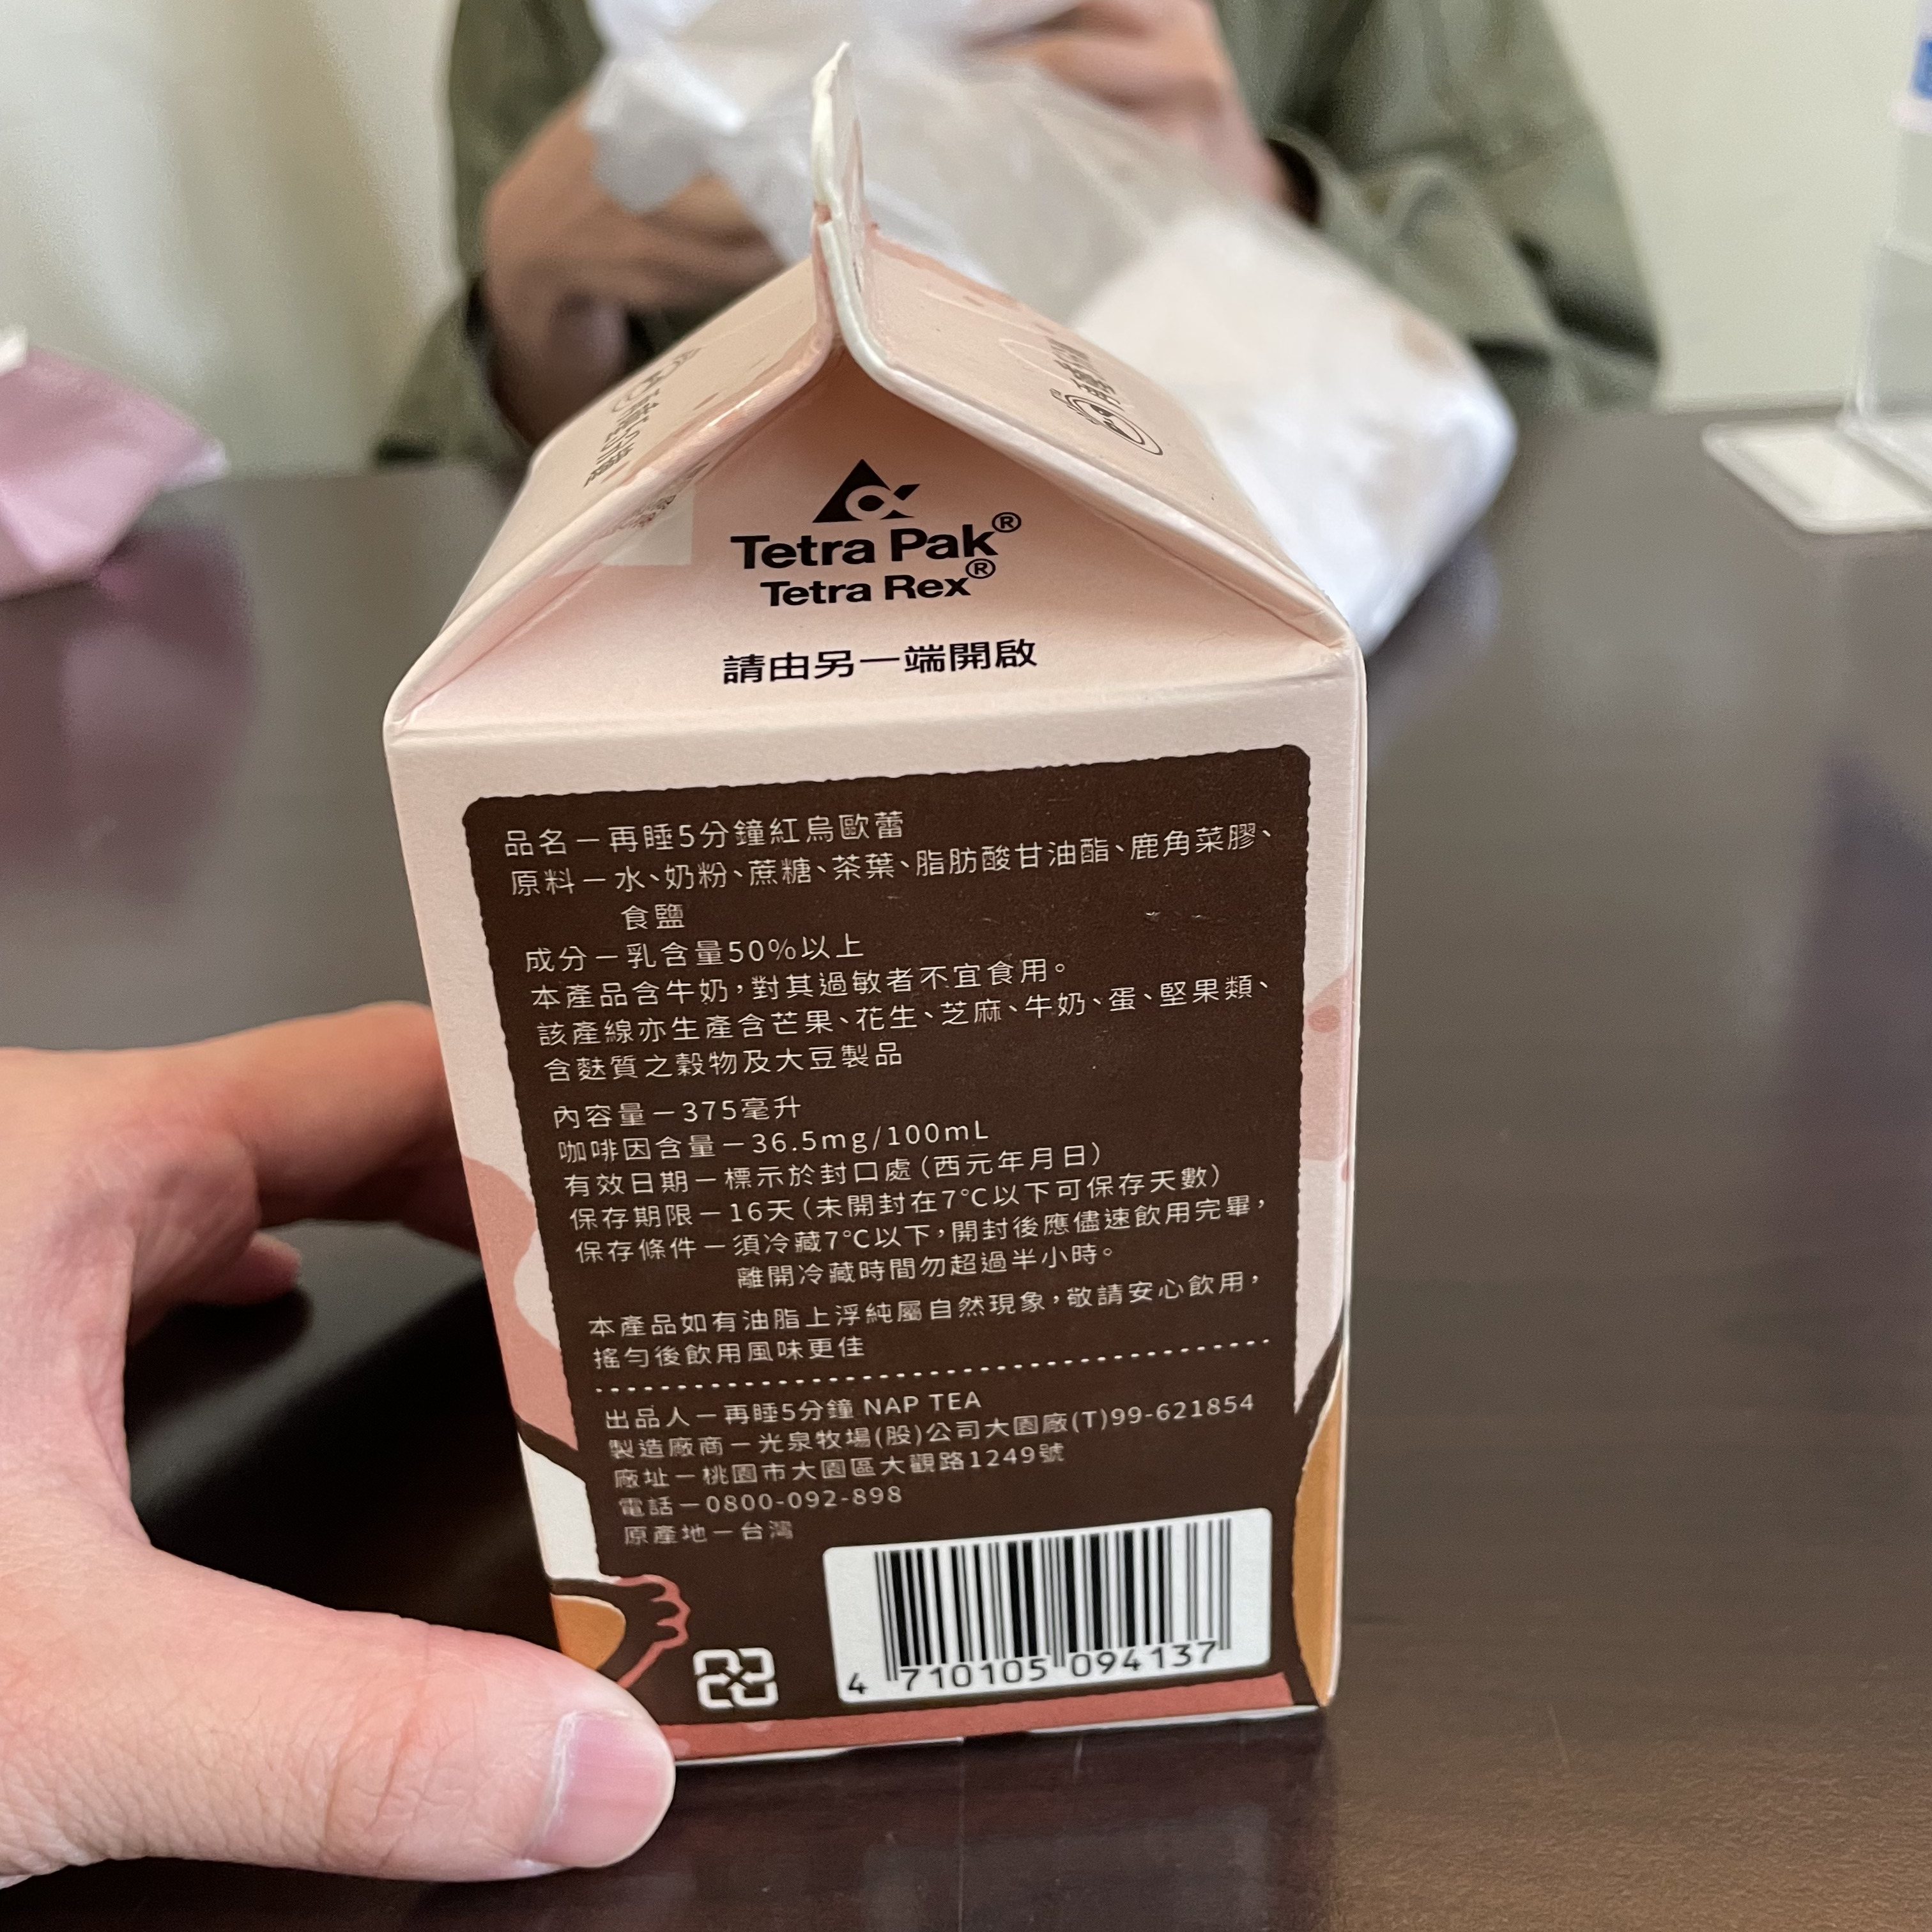 Tetra Pak®
Tetra Rex®
請由另一端開啟
品名－再睡5分鐘紅烏歐蕾
原料－水、奶粉、蔗糖、茶葉、脂肪酸甘油酯、鹿角菜膠、
食鹽
成分－乳含量50%以上
本產品含牛奶，對其過敏者不宜食用。
該產線亦生產含芒果、花生、芝麻、牛奶、蛋、堅果類、
含麩質之穀物及大豆製品
內容量－375毫升
咖啡因含量－36.5mg/100mL
有效日期－標示於封口處（西元年月日）
保存期限－16天（未開封在7℃以下可保存天數）
保存條件－須冷藏7℃以下，開封後應儘速飲用完畢，
離開冷藏時間勿超過半小時。
本產品如有油脂上浮純屬自然現象，敬請安心飲用，
搖勻後飲用風味更佳
出品人－再睡5分鐘 NAP TEA
製造廠商－光泉牧場(股)公司大園廠(T)99-621854
廠址－桃園市大園區大觀路1249號
電話－0800-092-898
原產地－台灣
4 710105 094137